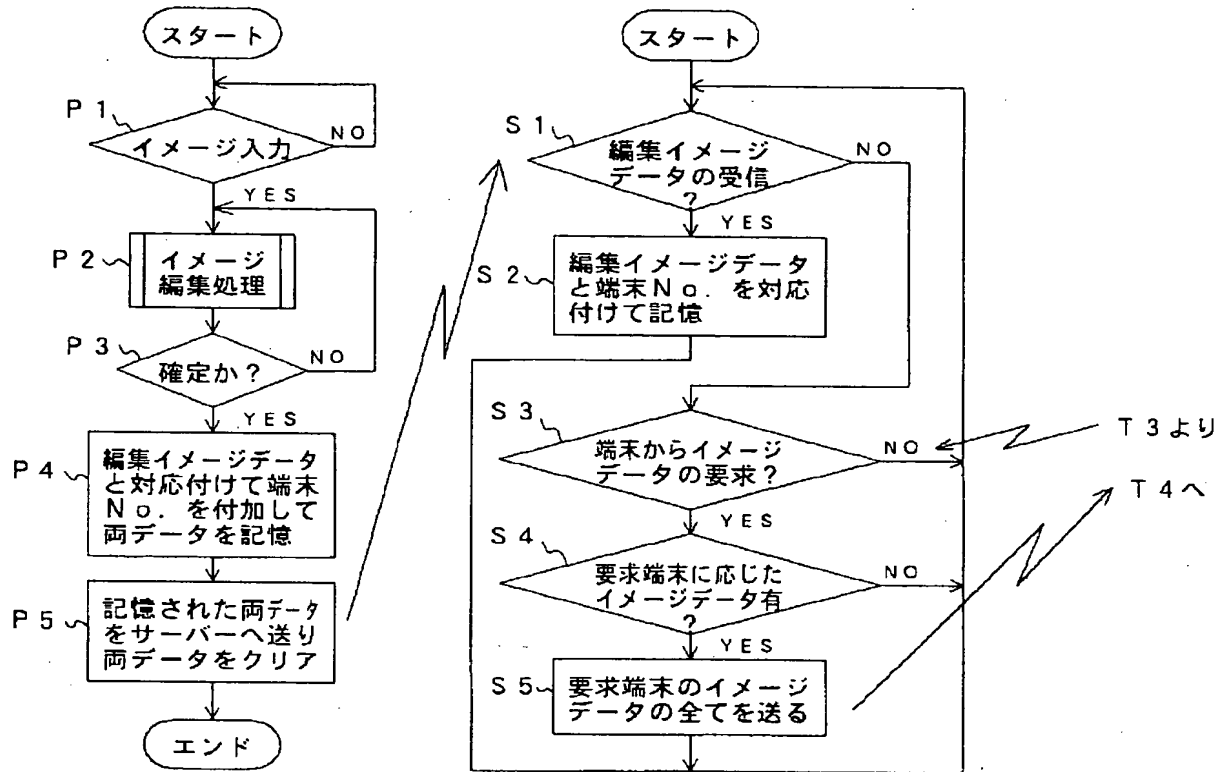 スタート
P1
イメージ入力
NO
YES
P2
イメージ
編集処理
P3
確定か?
NO
YES
P4
編集イメージデータ
と対応付けて端末
No.を付加して
両データを記憶
P5
記憶された両データ
をサーバーへ送り
両データをクリア
エンド
スタート
S1
編集イメージ
データの受信
?
NO
YES
S2
編集イメージデータ
と端末No.を対応
付けて記憶
S3
端末からイメージ
データの要求?
NO
T3より
YES
T4へ
S4
要求端末に応じた
イメージデータ有
?
NO
YES
S5
要求端末のイメージ
データの全てを送る